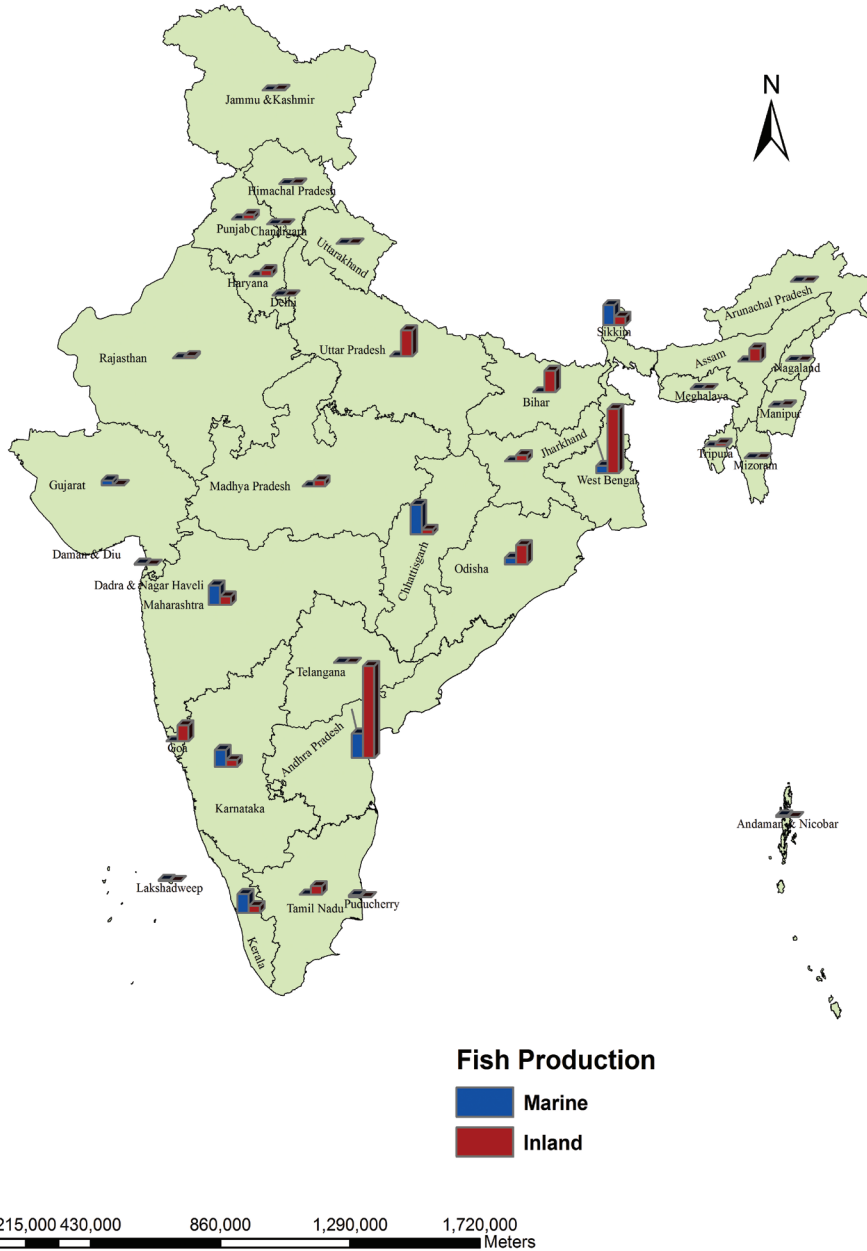 N
Jammu &Kashmir
Himachal Pradesh
Punjab
Chandigarh
Uttarakhand
Haryana
Delhi
Arunachal Pradesh
Sikkim
Rajasthan
Uttar Pradesh
Assam
Nagaland
Bihar
Meghalaya
Manipur
Jharkhand
Tripura
Mizoram
West Bengal
Gujarat
Madhya Pradesh
Chhattisgarh
Odisha
Daman & Diu
Dadra & Nagar Haveli
Maharashtra
Telangana
Andhra Pradesh
Goa
Karnataka
Andaman & Nicobar
Lakshadweep
Tamil Nadu
Puducherry
Kerala
Fish Production
Marine
Inland
215,000 430,000 860,000 1,290,000 1,720,000
Meters